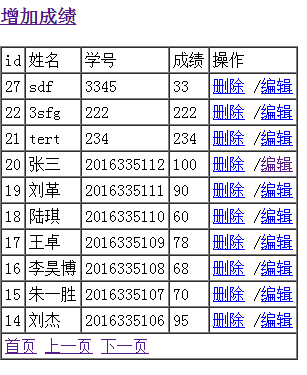 增加成绩
id 姓名 学号 成绩 操作
27 sdf 3345 33 删除 /编辑
22 3sfg 222 222 删除 /编辑
21 tert 234 234 删除 /编辑
20 张三 2016335112 100 删除 /编辑
19 刘革 2016335111 90 删除 /编辑
18 陆琪 2016335110 60 删除 /编辑
17 王卓 2016335109 78 删除 /编辑
16 李昊博 2016335108 68 删除 /编辑
15 朱一胜 2016335107 70 删除 /编辑
14 刘杰 2016335106 95 删除 /编辑
首页 上一页 下一页